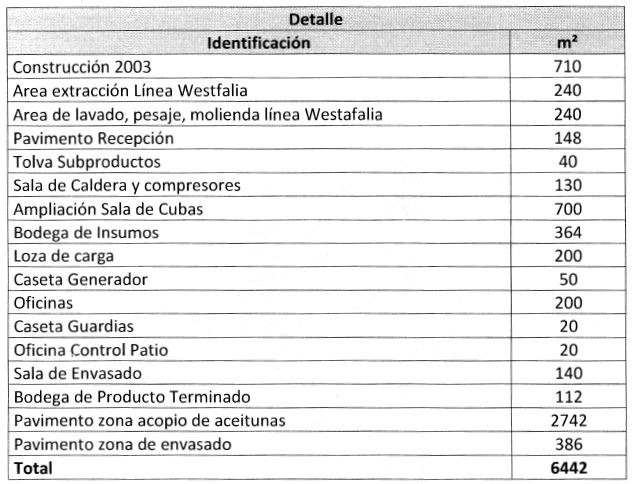 Detalle
Identificación m²
Construcción 2003 710
Area extracción Línea Westfalia 240
Area de lavado, pesaje, molienda línea Westafalia 240
Pavimento Recepción 148
Tolva Subproductos 40
Sala de Caldera y compresores 130
Ampliación Sala de Cubas 700
Bodega de Insumos 364
Loza de carga 200
Caseta Generador 50
Oficinas 200
Caseta Guardias 20
Oficina Control Patio 20
Sala de Envasado 140
Bodega de Producto Terminado 112
Pavimento zona acopio de aceitunas 2742
Pavimento zona de envasado 386
Total 6442